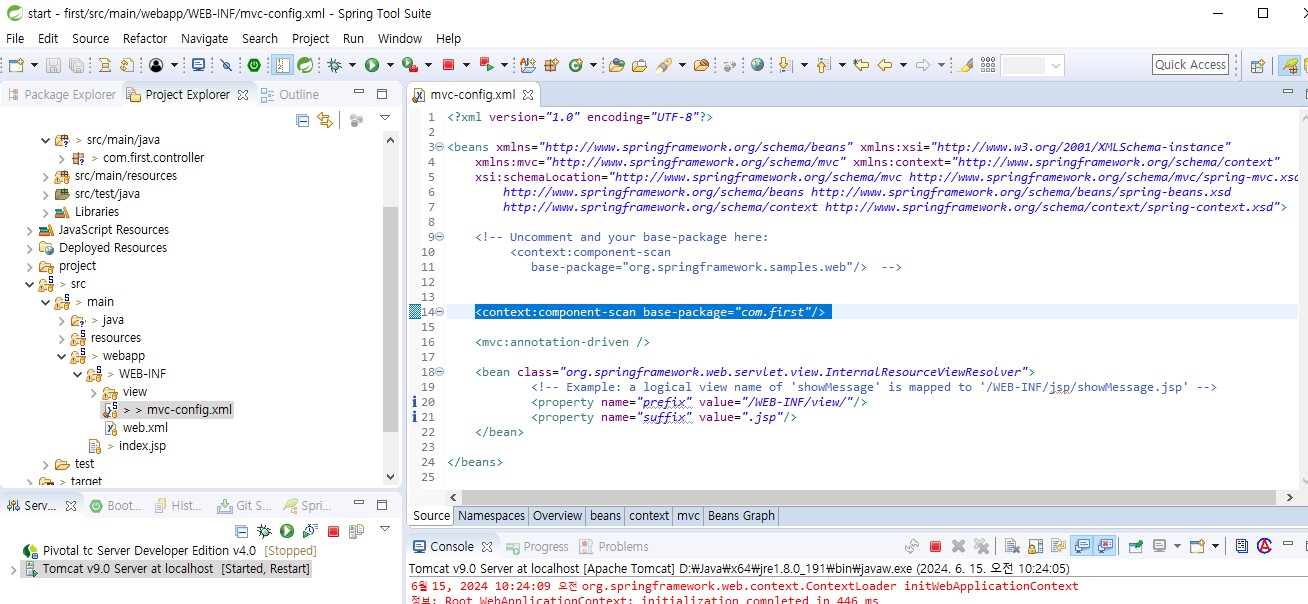 start - first/src/main/webapp/WEB-INF/mvc-config.xml - Spring Tool Suite
File Edit Source Refactor Navigate Search Project Run Window Help
Quick Access
Package Explorer Project Explorer Outline
> src/main/java
> com.first.controller
src/main/resources
src/test/java
Libraries
JavaScript Resources
Deployed Resources
project
> src
> main
> java
resources
> webapp
> WEB-INF
view
> > mvc-config.xml
web.xml
> index.jsp
test
> target
Serv... Boot... Hist... Git S... Spri...
Pivotal tc Server Developer Edition v4.0 [Stopped]
Tomcat v9.0 Server at localhost [Started, Restart]
mvc-config.xml
1 <?xml version="1.0" encoding="UTF-8"?>
2
3 <beans xmlns="http://www.springframework.org/schema/beans" xmlns:xsi="http://www.w3.org/2001/XMLSchema-instance"
4 xmlns:mvc="http://www.springframework.org/schema/mvc" xmlns:context="http://www.springframework.org/schema/context"
5 xsi:schemaLocation="http://www.springframework.org/schema/mvc http://www.springframework.org/schema/mvc/spring-mvc.xsd
6 http://www.springframework.org/schema/beans http://www.springframework.org/schema/beans/spring-beans.xsd
7 http://www.springframework.org/schema/context http://www.springframework.org/schema/context/spring-context.xsd">
8
9 <!-- Uncomment and your base-package here:
10 <context:component-scan
11 base-package="org.springframework.samples.web"/> -->
12
13
14 <context:component-scan base-package="com.first"/>
15
16 <mvc:annotation-driven />
17
18 <bean class="org.springframework.web.servlet.view.InternalResourceViewResolver">
19 <!-- Example: a logical view name of 'showMessage' is mapped to '/WEB-INF/jsp/showMessage.jsp' -->
20 <property name="prefix" value="/WEB-INF/view/"/>
21 <property name="suffix" value=".jsp"/>
22 </bean>
23
24 </beans>
25
Source Namespaces Overview beans context mvc Beans Graph
Console Progress Problems
Tomcat v9.0 Server at localhost [Apache Tomcat] D:₩Java₩x64₩jre1.8.0_191₩bin₩javaw.exe (2024. 6. 15. 오전 10:24:05)
6월 15, 2024 10:24:09 오전 org.springframework.web.context.ContextLoader initWebApplicationContext
정보: Root WebApplicationContext: initialization completed in 446 ms